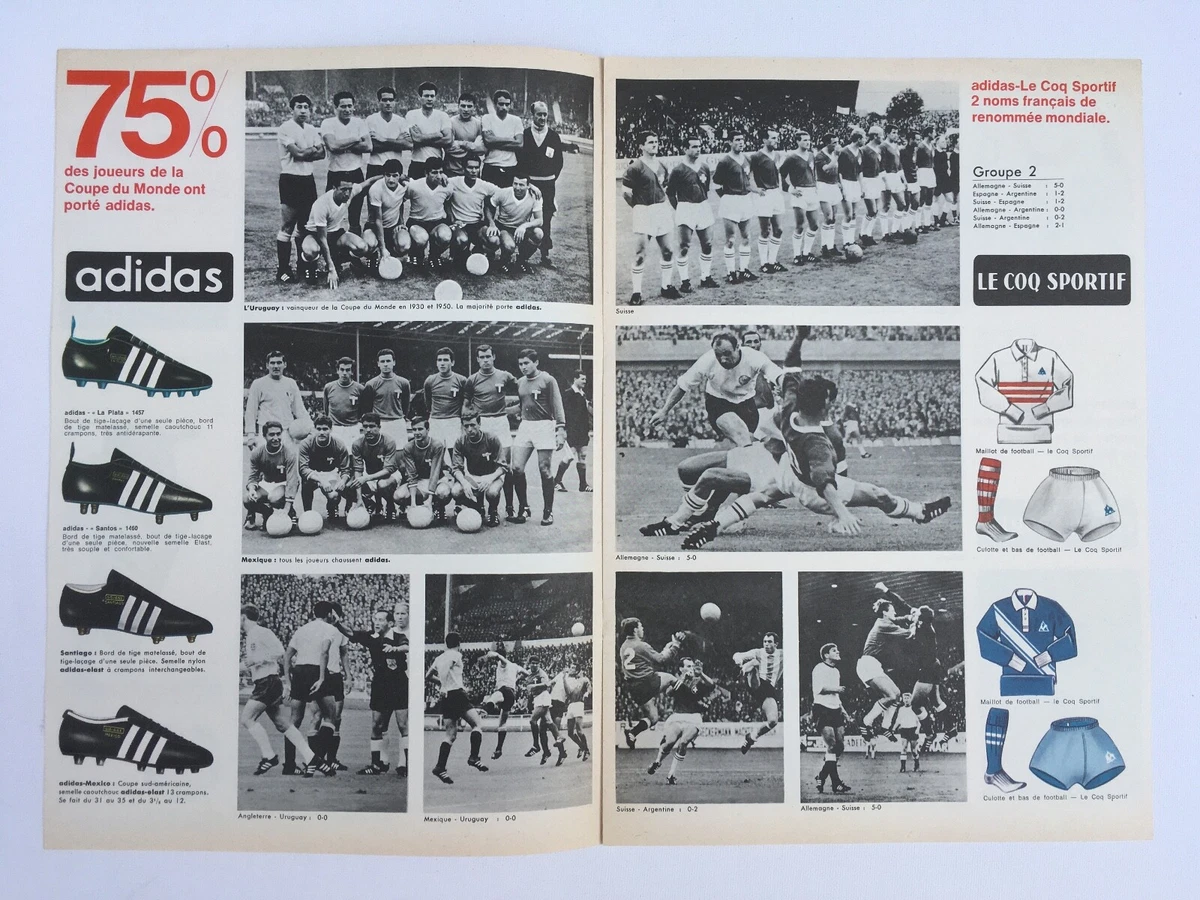 75%
des joueurs de la
Coupe du Monde ont
porté adidas.
adidas
adidas - « La Plata » 1457
Bout de tige-laçage d'une seule pièce, bord
de tige matelassé, semelle caoutchouc 11
crampons, très antidérapante.
adidas - « Santos » 1460
Bord de tige matelassé, bout de tige-laçage
d'une seule pièce, nouvelle semelle Elast,
très souple et confortable.
Santiago : Bord de tige matelassé, bout de
tige-laçage d'une seule pièce. Semelle nylon
adidas-elast à crampons interchangeables.
adidas-Mexico : Coupe sud-américaine,
semelle caoutchouc adidas-elast 13 crampons.
Se fait du 31 au 35 et du 3½ au 12.
L'Uruguay : vainqueur de la Coupe du Monde en 1930 et 1950. La majorité porte adidas.
Mexique : tous les joueurs chaussent adidas.
Angleterre - Uruguay : 0-0
Mexique - Uruguay : 0-0
Suisse
Allemagne - Suisse : 5-0
2
Suisse - Argentine : 0-2
Allemagne - Suisse : 5-0
adidas-Le Coq Sportif
2 noms français de
renommée mondiale.
Groupe 2
Allemagne - Suisse : 5-0
Espagne - Argentine : 1-2
Suisse - Espagne : 1-2
Allemagne - Argentine : 0-0
Suisse - Argentine : 0-2
Allemagne - Espagne : 2-1
LE COQ SPORTIF
Maillot de football — le Coq Sportif
Culotte et bas de football — Le Coq Sportif
Maillot de football — le Coq Sportif
Culotte et bas de football — Le Coq Sportif